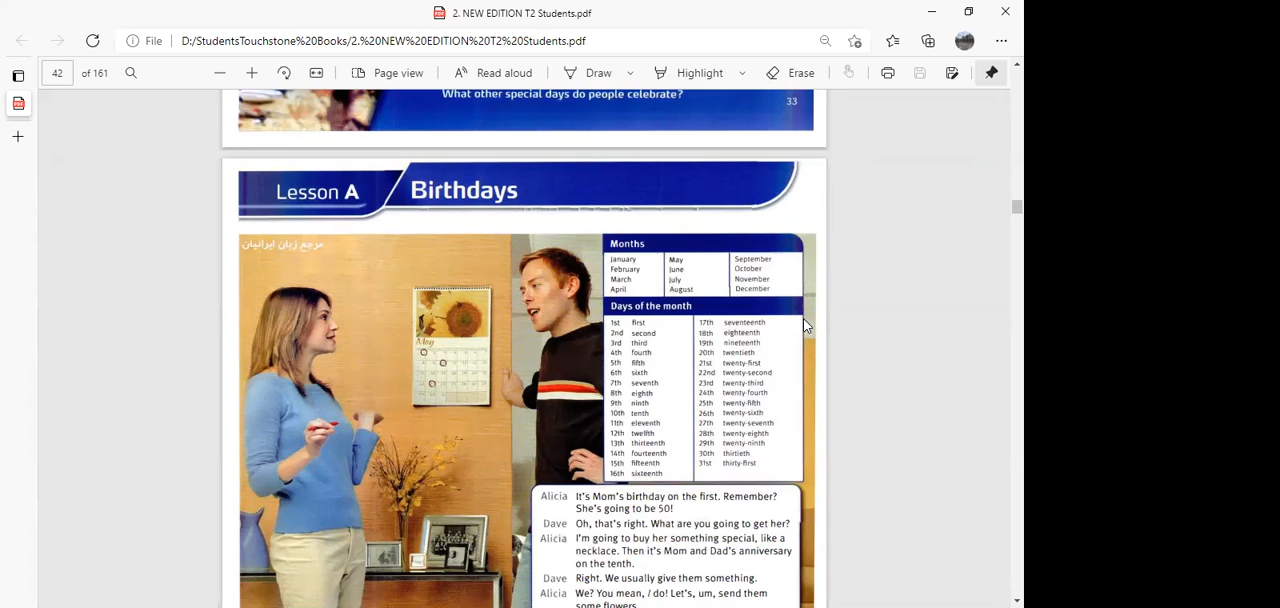 2. NEW EDITION T2 Students.pdf
File D:/StudentsTouchstone%20Books/2.%20NEW%20EDITION%20T2%20Students.pdf
42 of 161 Page view Read aloud Draw Highlight Erase
What other special days do people celebrate?
33
Lesson A Birthdays
مرجع زبان ایرانیان
Months
January May September
February June October
March July November
April August December
Days of the month
1st first 17th seventeenth
2nd second 18th eighteenth
3rd third 19th nineteenth
4th fourth 20th twentieth
5th fifth 21st twenty-first
6th sixth 22nd twenty-second
7th seventh 23rd twenty-third
8th eighth 24th twenty-fourth
9th ninth 25th twenty-fifth
10th tenth 26th twenty-sixth
11th eleventh 27th twenty-seventh
12th twelfth 28th twenty-eighth
13th thirteenth 29th twenty-ninth
14th fourteenth 30th thirtieth
15th fifteenth 31st thirty-first
16th sixteenth
May
Alicia It's Mom's birthday on the first. Remember?
She's going to be 50!
Dave Oh, that's right. What are you going to get her?
Alicia I'm going to buy her something special, like a
necklace. Then it's Mom and Dad's anniversary
on the tenth.
Dave Right. We usually give them something.
Alicia We? You mean, I do! Let's, um, send them
some flowers.